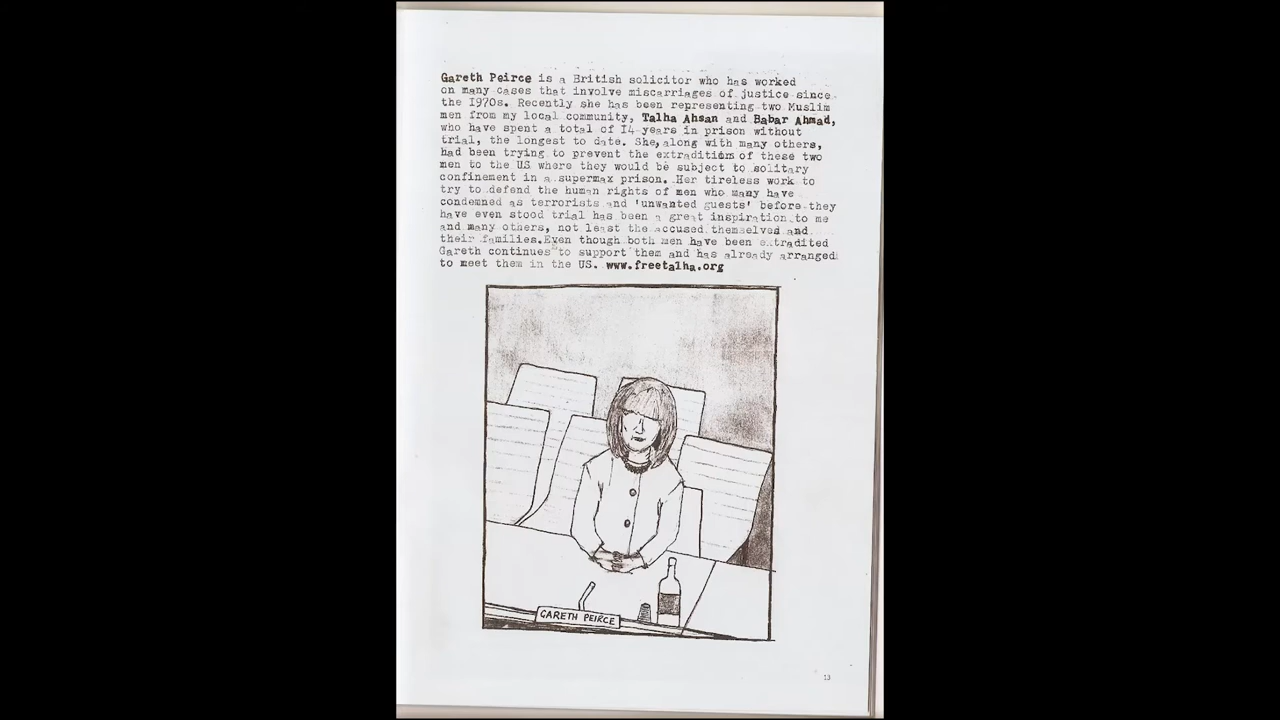 Gareth Peirce is a British solicitor who has worked
on many cases that involve miscarriages of justice since
the 1970s. Recently she has been representing two Muslim
men from my local community, Talha Ahsan and Babar Ahmad,
who have spent a total of 14 years in prison without
trial, the longest to date. She, along with many others,
had been trying to prevent the extraditions of these two
men to the US where they would be subject to solitary
confinement in a supermax prison. Her tireless work to
try to defend the human rights of men who many have
condemned as terrorists and 'unwanted guests' before they
have even stood trial has been a great inspiration to me
and many others, not least the accused themselves and
their families.Even though both men have been extradited
Gareth continues to support them and has already arranged
to meet them in the US. www.freetalha.org
GARETH PEIRCE
13